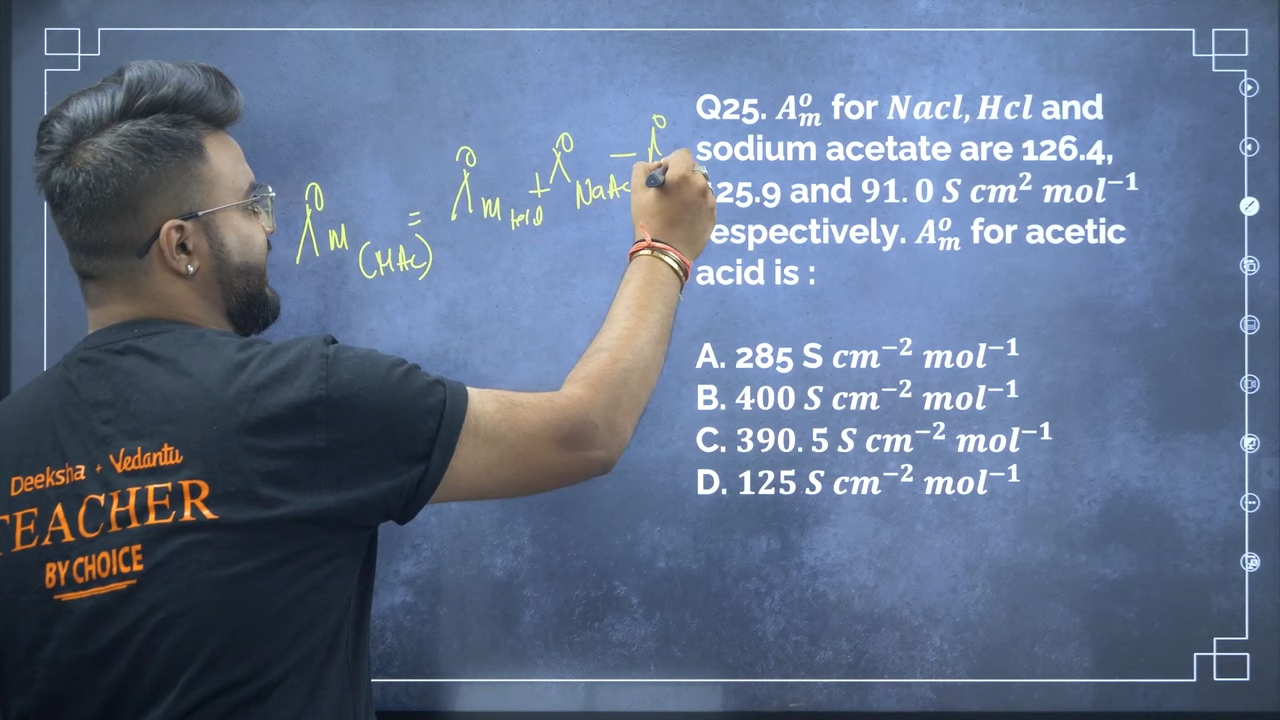 Q25. A°ₘ for Nacl, Hcl and
sodium acetate are 126.4,
25.9 and 91.0 S cm² mol⁻¹
espectively. A°ₘ for acetic
acid is :
A. 285 S cm⁻² mol⁻¹
B. 400 S cm⁻² mol⁻¹
C. 390.5 S cm⁻² mol⁻¹
D. 125 S cm⁻² mol⁻¹
λ°m (HAc) = λ°m + λ° NaAc − λ°
Deeksha + Vedantu
TEACHER
BY CHOICE